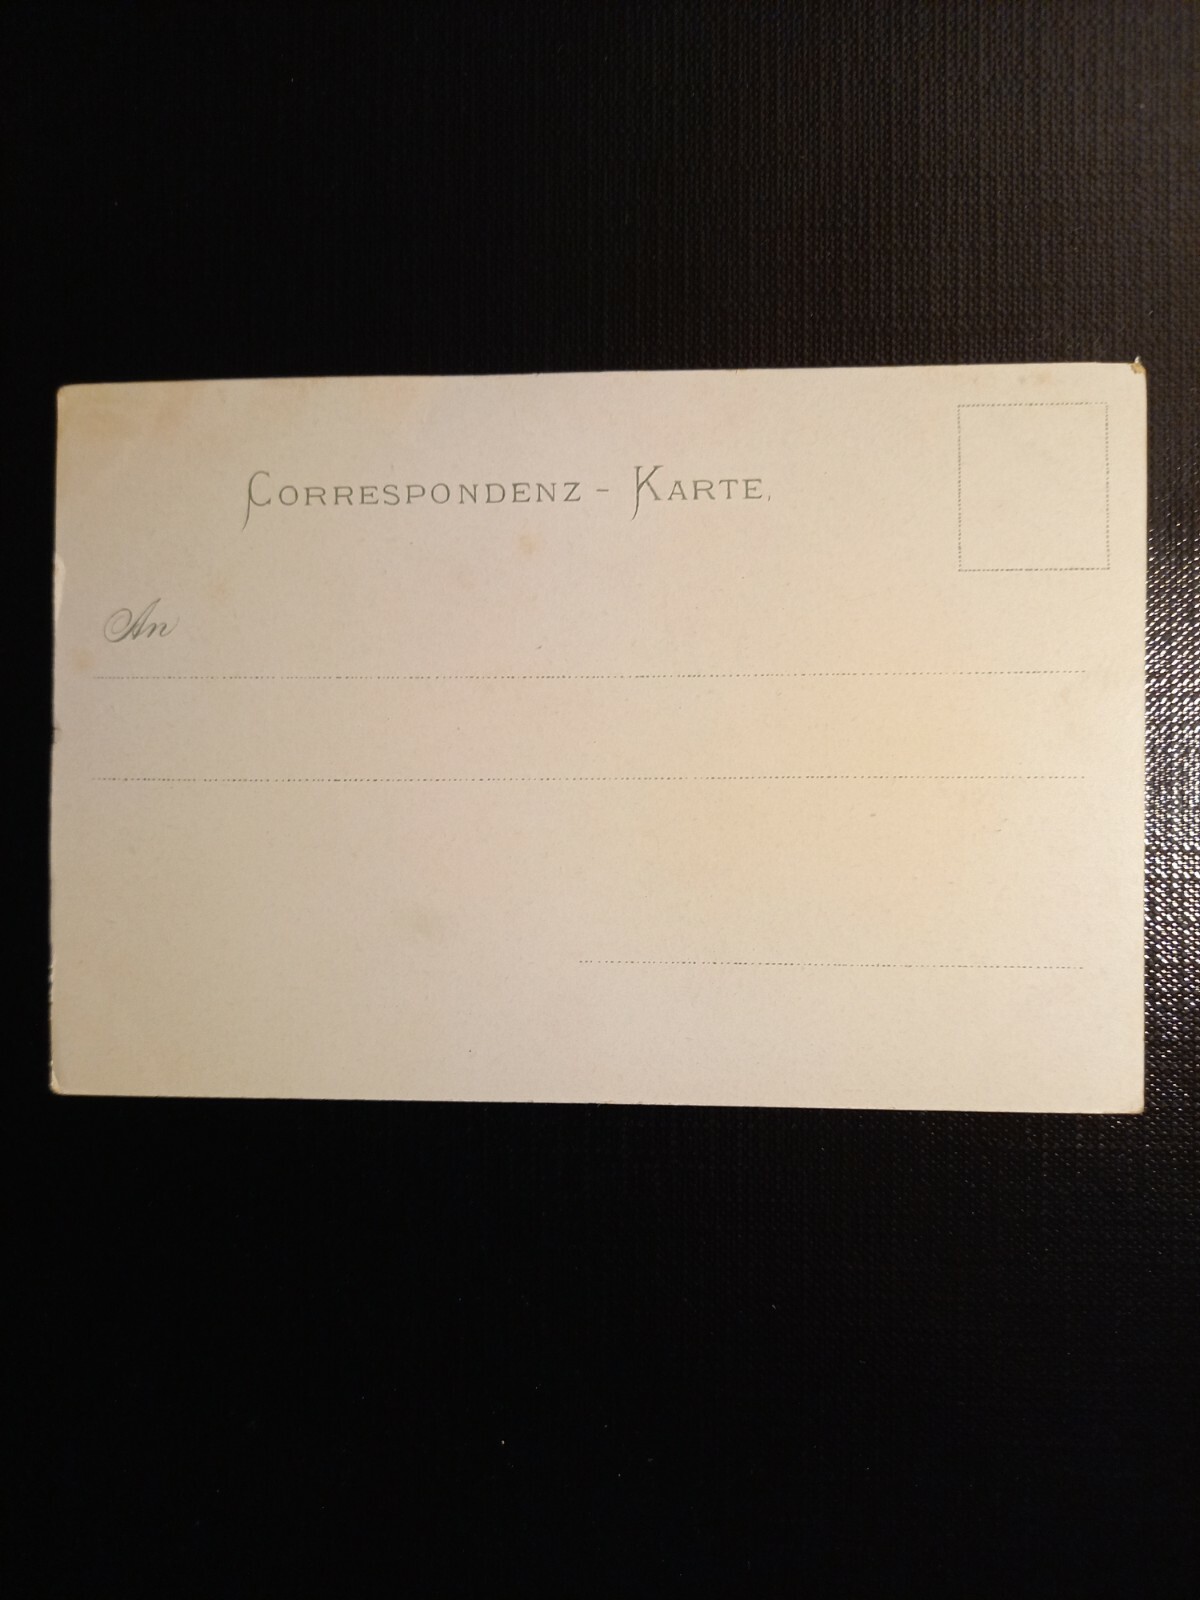 CORRESPONDENZ - KARTE,
An